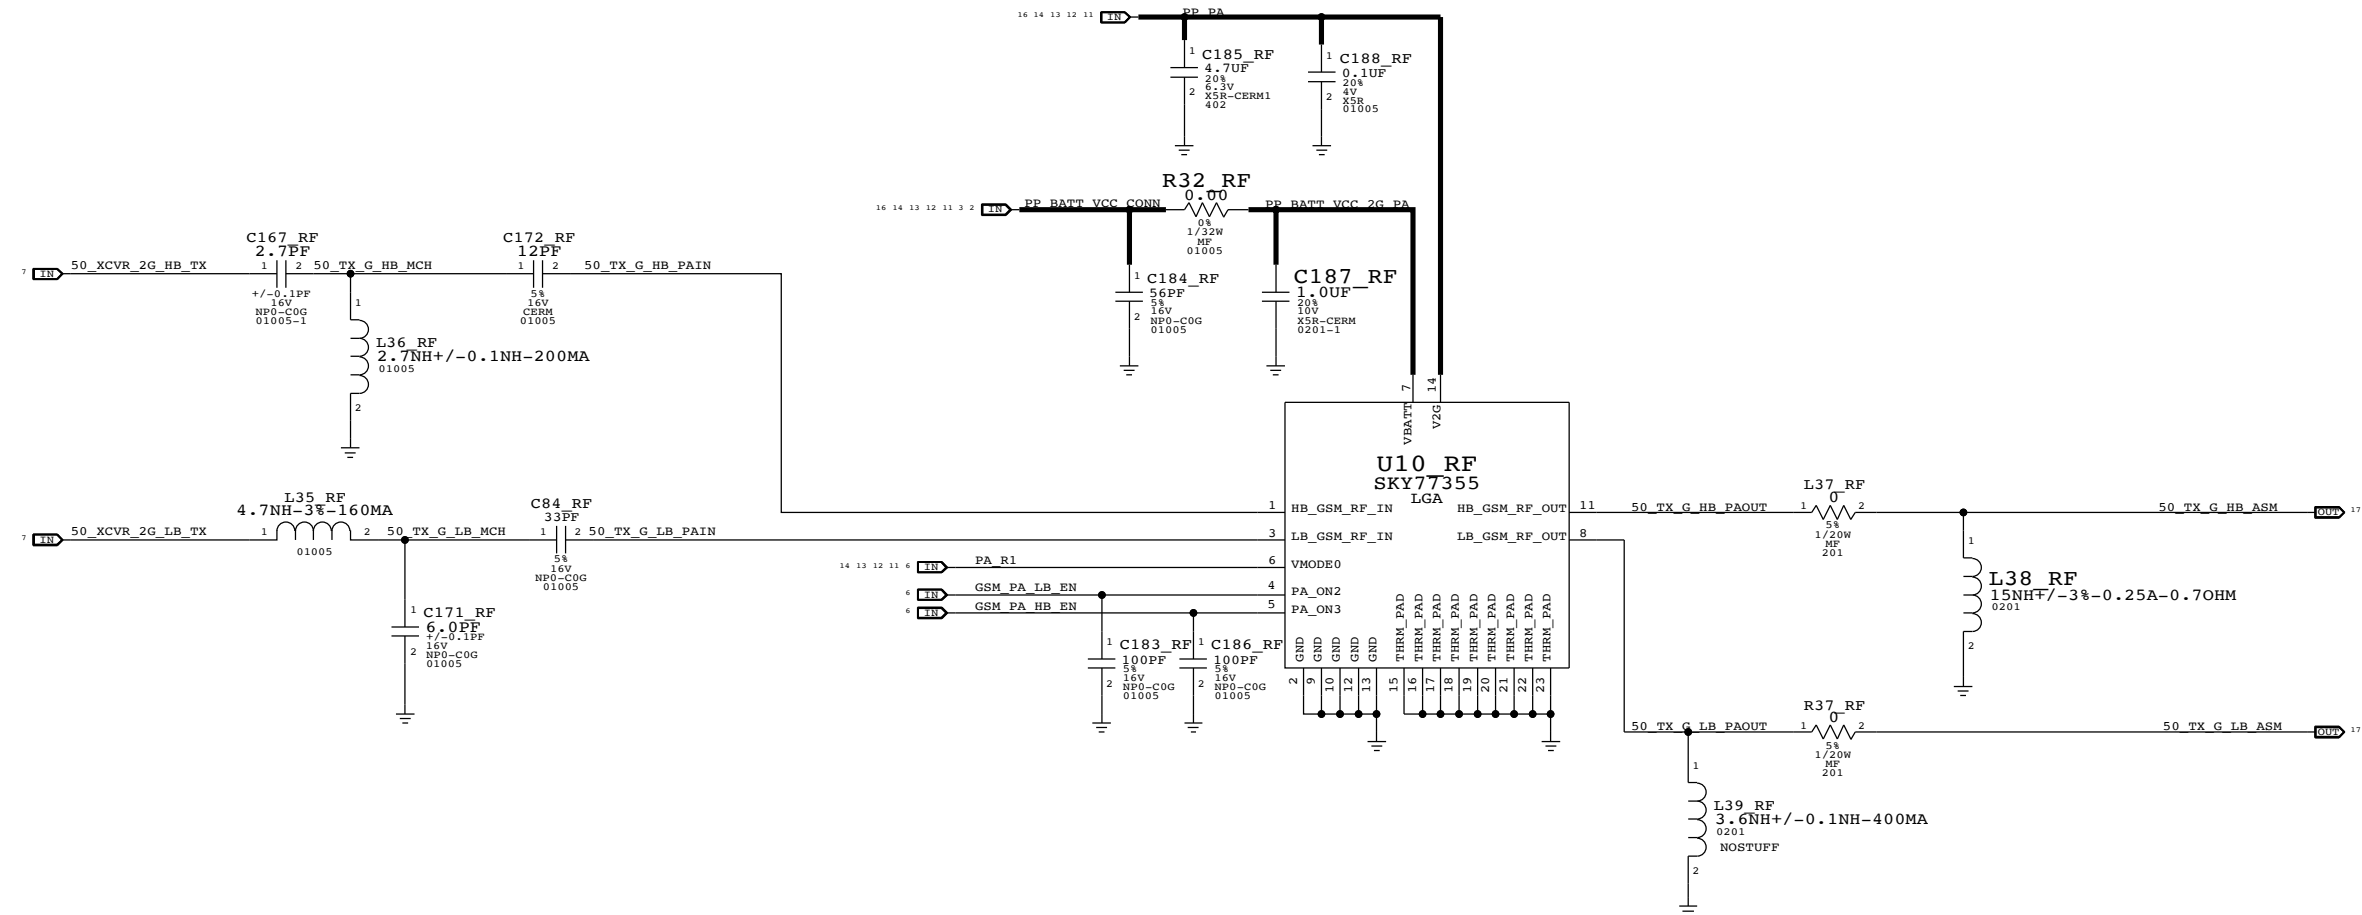 16 14 13 12 11 IN PP_PA
1 C185_RF
4.7UF
20%
6.3V
X5R-CERM1
2
402
1 C188_RF
0.1UF
20%
4V
X5R
2
01005
R32_RF
0.00
16 14 13 12 11 3 2 IN PP_BATT_VCC_CONN
PP_BATT_VCC_2G_PA
0%
1/32W
MF
01005
1 C184_RF
56PF
5%
16V
NP0-C0G
2
01005
1 C187_RF
1.0UF
20%
10V
X5R-CERM
2
0201-1
C167_RF
2.7PF
7 IN 50_XCVR_2G_HB_TX 1 2 50_TX_G_HB_MCH
+/-0.1PF
16V
NP0-C0G
01005-1
C172_RF
12PF
1 2 50_TX_G_HB_PAIN
5%
16V
CERM
01005
1
L36_RF
2.7NH+/-0.1NH-200MA
01005
2
L35_RF
4.7NH-3%-160MA
7 IN 50_XCVR_2G_LB_TX 1 2 50_TX_G_LB_MCH
01005
C84_RF
33PF
1 2 50_TX_G_LB_PAIN
5%
16V
NP0-C0G
01005
1 C171_RF
6.0PF
+/-0.1PF
16V
NP0-C0G
2
01005
7 14
VBATT V2G
U10_RF
SKY77355
LGA
1 HB_GSM_RF_IN HB_GSM_RF_OUT 11
3 LB_GSM_RF_IN LB_GSM_RF_OUT 8
14 13 12 11 6 IN PA_R1 6 VMODE0
6 IN GSM_PA_LB_EN 4 PA_ON2
6 IN GSM_PA_HB_EN 5 PA_ON3
1 C183_RF
100PF
5%
16V
NP0-C0G
2
01005
1 C186_RF
100PF
5%
16V
NP0-C0G
2
01005
GND GND GND GND GND THRM_PAD THRM_PAD THRM_PAD THRM_PAD THRM_PAD THRM_PAD THRM_PAD THRM_PAD THRM_PAD
2 9 10 12 13 15 16 17 18 19 20 21 22 23
L37_RF
0
50_TX_G_HB_PAOUT 1 2 50_TX_G_HB_ASM OUT 17
5%
1/20W
MF
201
1
L38_RF
15NH+/-3%-0.25A-0.7OHM
0201
2
R37_RF
0
50_TX_G_LB_PAOUT 1 2 50_TX_G_LB_ASM OUT 17
5%
1/20W
MF
201
1
L39_RF
3.6NH+/-0.1NH-400MA
0201
NOSTUFF
2